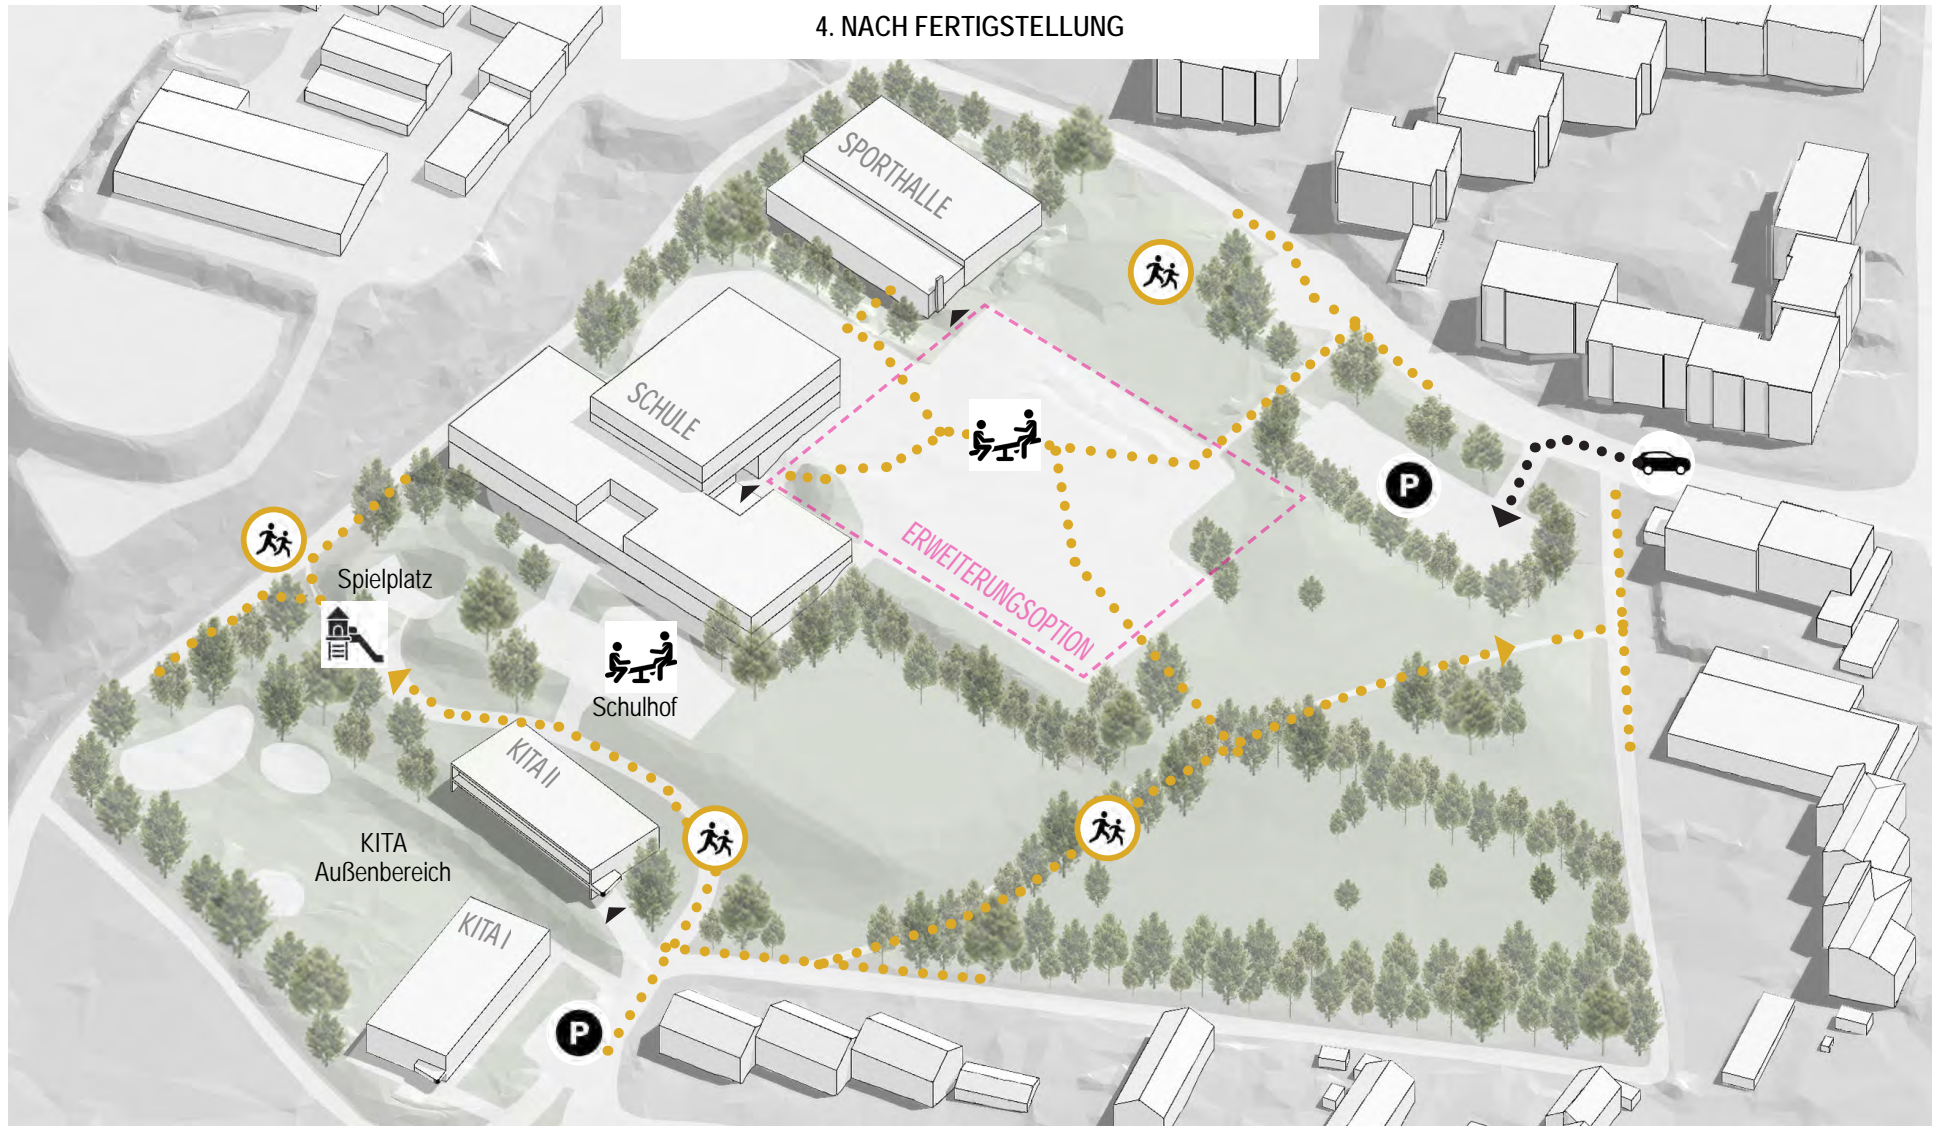 4. NACH FERTIGSTELLUNG
SPORTHALLE
SCHULE
ERWEITERUNGSOPTION
P
Spielplatz
Schulhof
KITA II
KITA
Außenbereich
KITA I
P